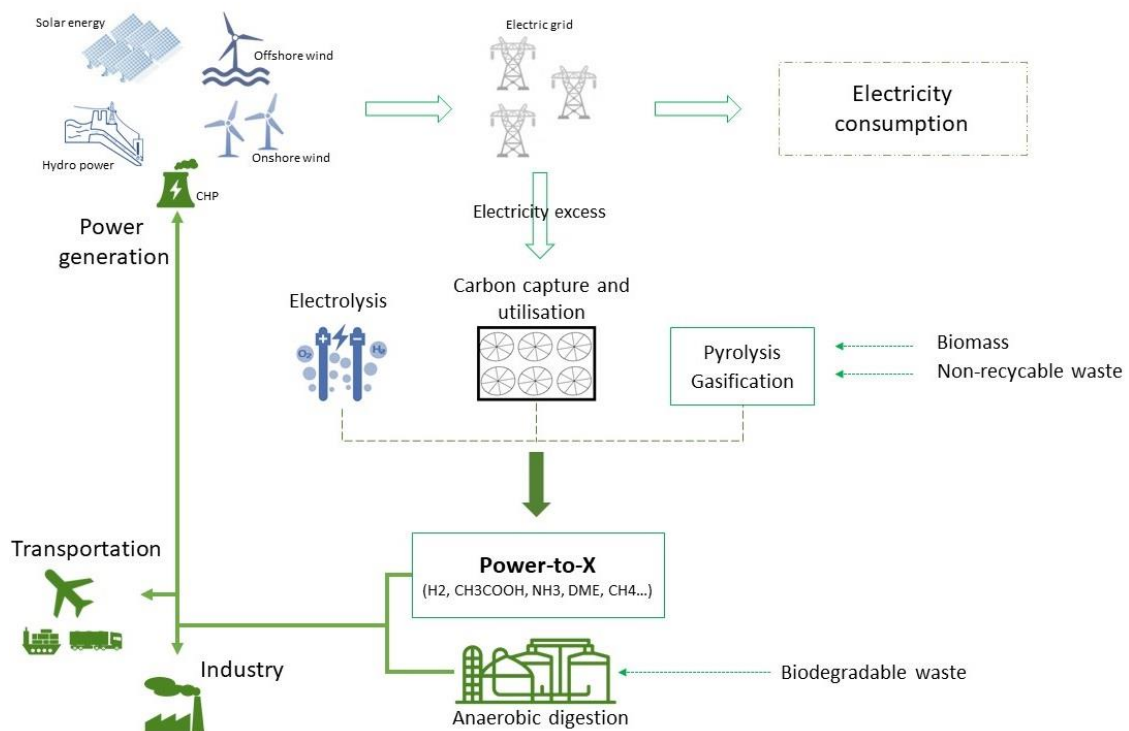 Solar energy
Offshore wind
Hydro power
Onshore wind
CHP
Power
generation
Electric grid
Electricity
consumption
Electricity excess
Electrolysis
O₂
H₂
Carbon capture and
utilisation
Pyrolysis
Gasification
Biomass
Non-recycable waste
Transportation
Power-to-X
(H2, CH3COOH, NH3, DME, CH4...)
Industry
Anaerobic digestion
Biodegradable waste